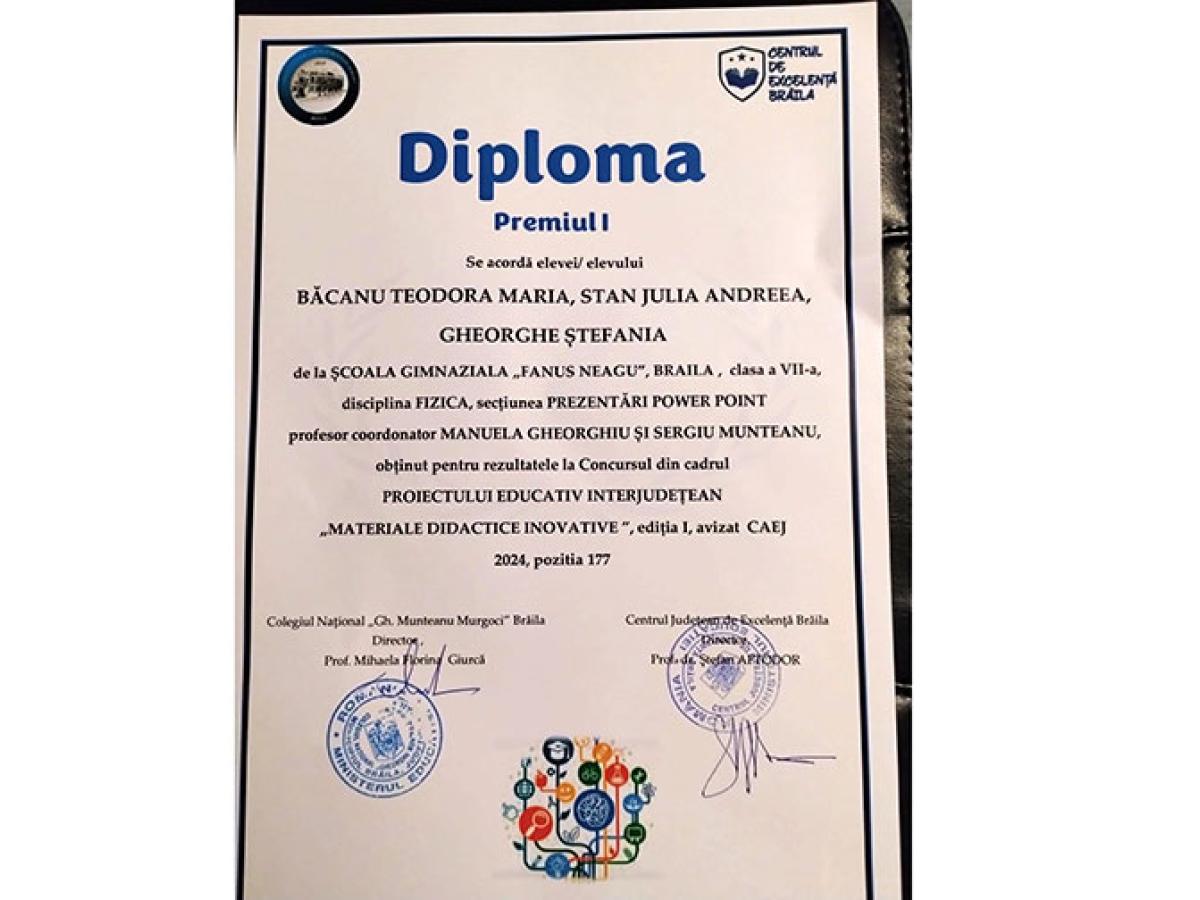 CENTRUL
DE
EXCELENȚĂ
BRĂILA
Diploma
Premiul I
Se acordă elevei/ elevului
BĂCANU TEODORA MARIA, STAN JULIA ANDREEA,
GHEORGHE ȘTEFANIA
de la ȘCOALA GIMNAZIALA „FANUS NEAGU”, BRAILA , clasa a VII-a,
disciplina FIZICA, secțiunea PREZENTĂRI POWER POINT
profesor coordonator MANUELA GHEORGHIU ȘI SERGIU MUNTEANU,
obținut pentru rezultatele la Concursul din cadrul
PROIECTULUI EDUCATIV INTERJUDEȚEAN
„MATERIALE DIDACTICE INOVATIVE ”, ediția I, avizat CAEJ
2024, pozitia 177
Colegiul Național „Gh. Munteanu Murgoci” Brăila
Director ,
Prof. Mihaela Florina Giurcă
Centrul Județean de Excelență Brăila
Director,
Prof. dr. Ștefan AFTODOR
MINISTERUL EDUCAȚIEI